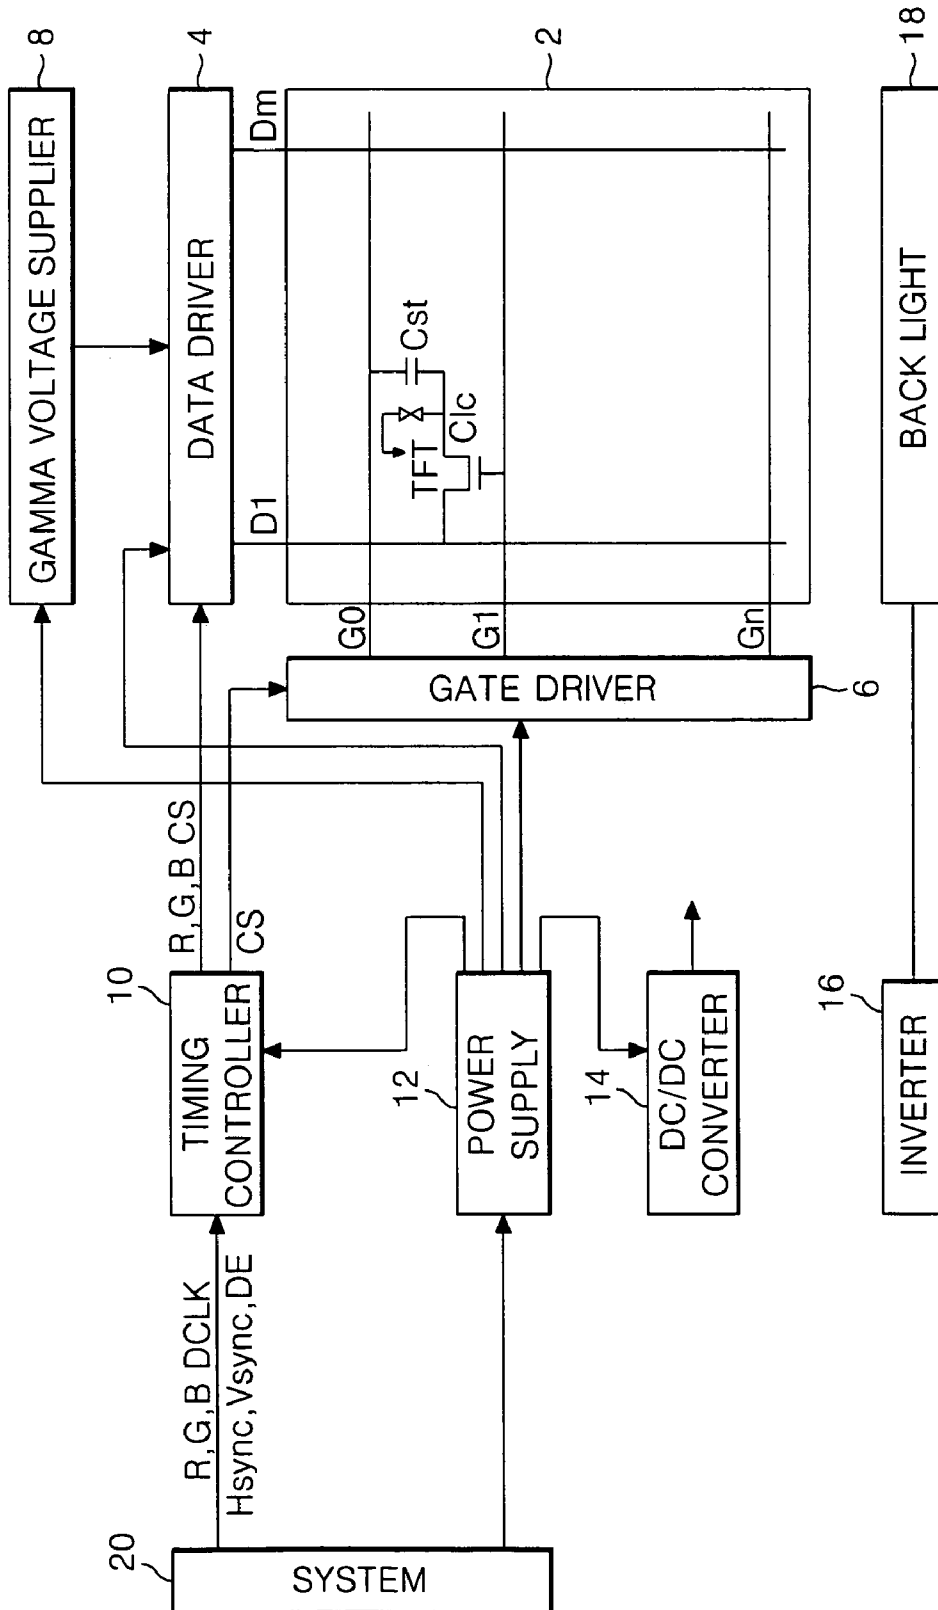 GAMMA VOLTAGE SUPPLIER
8
DATA DRIVER
4
D1
Dm
2
G0
G1
Gn
TFT
Clc
Cst
GATE DRIVER
6
R,G,B CS
CS
10
TIMING
CONTROLLER
12
POWER
SUPPLY
14
DC/DC
CONVERTER
16
INVERTER
BACK LIGHT
18
R,G,B DCLK
Hsync,Vsync,DE
20
SYSTEM